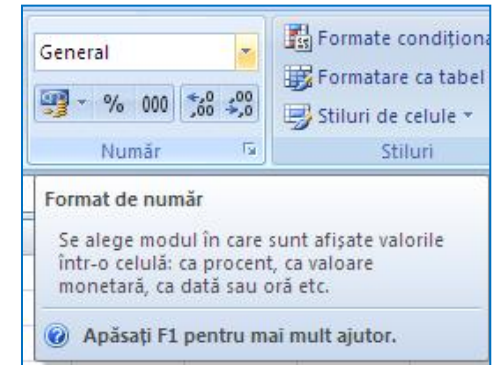 General
% 000 ,00 ,0
Număr
Formate condiționa
Formatare ca tabel
Stiluri de celule
Stiluri
Format de număr
Se alege modul în care sunt afișate valorile
într-o celulă: ca procent, ca valoare
monetară, ca dată sau oră etc.
Apăsați F1 pentru mai mult ajutor.